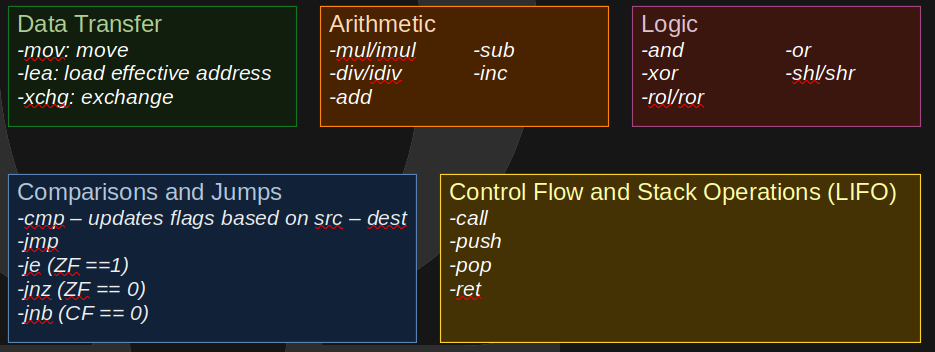 Data Transfer
-mov: move
-lea: load effective address
-xchg: exchange
Arithmetic
-mul/imul -sub
-div/idiv -inc
-add
Logic
-and -or
-xor -shl/shr
-rol/ror
Comparisons and Jumps
-cmp – updates flags based on src – dest
-jmp
-je (ZF ==1)
-jnz (ZF == 0)
-jnb (CF == 0)
Control Flow and Stack Operations (LIFO)
-call
-push
-pop
-ret